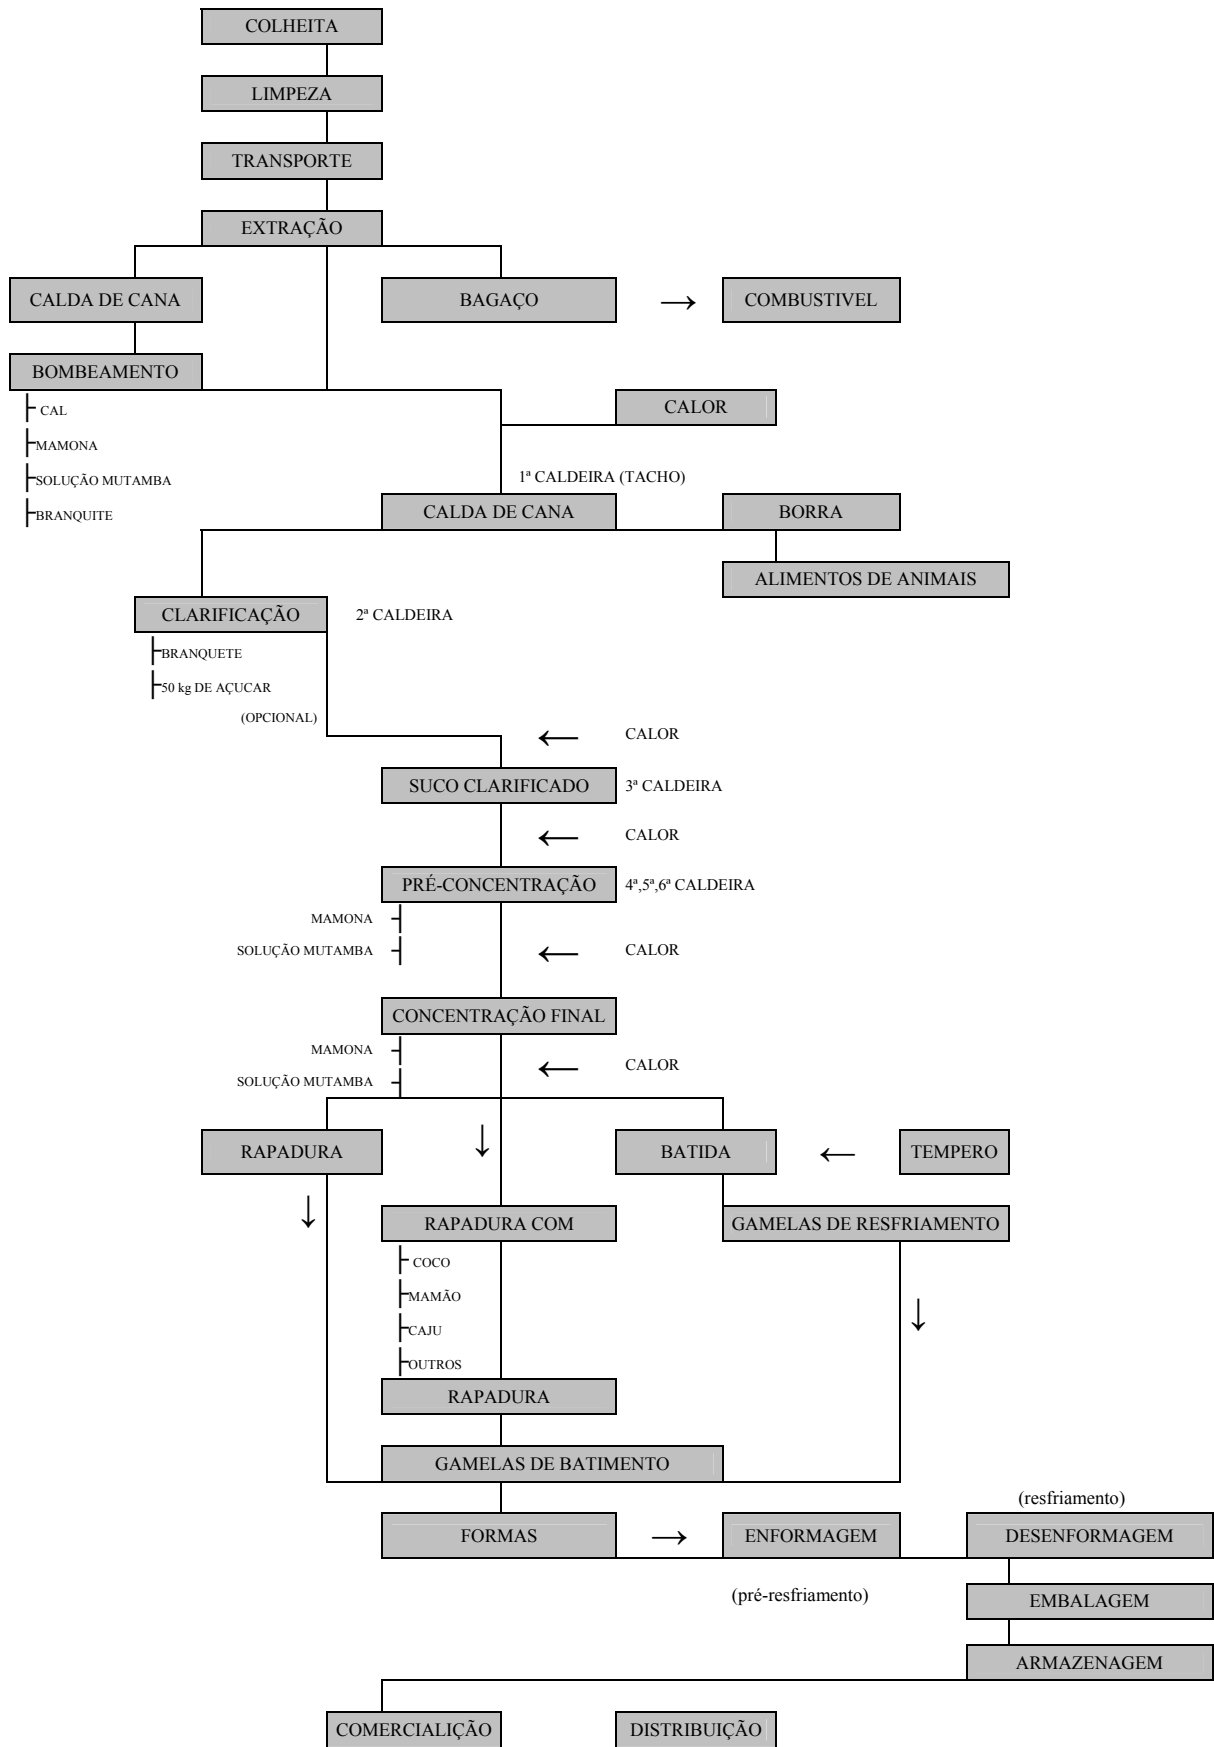 COLHEITA
LIMPEZA
TRANSPORTE
EXTRAÇÃO
CALDA DE CANA
BAGAÇO
→
COMBUSTIVEL
BOMBEAMENTO
CAL
MAMONA
SOLUÇÃO MUTAMBA
BRANQUITE
CALOR
1ª CALDEIRA (TACHO)
CALDA DE CANA
BORRA
ALIMENTOS DE ANIMAIS
CLARIFICAÇÃO
2ª CALDEIRA
BRANQUETE
50 kg DE AÇUCAR
(OPCIONAL)
←
CALOR
SUCO CLARIFICADO
3ª CALDEIRA
←
CALOR
PRÉ-CONCENTRAÇÃO
4ª,5ª,6ª CALDEIRA
MAMONA
SOLUÇÃO MUTAMBA
←
CALOR
CONCENTRAÇÃO FINAL
MAMONA
SOLUÇÃO MUTAMBA
←
CALOR
RAPADURA
↓
BATIDA
←
TEMPERO
↓
RAPADURA COM
GAMELAS DE RESFRIAMENTO
COCO
MAMÃO
CAJU
OUTROS
↓
RAPADURA
GAMELAS DE BATIMENTO
(resfriamento)
FORMAS
→
ENFORMAGEM
DESENFORMAGEM
(pré-resfriamento)
EMBALAGEM
ARMAZENAGEM
COMERCIALIÇÃO
DISTRIBUIÇÃO